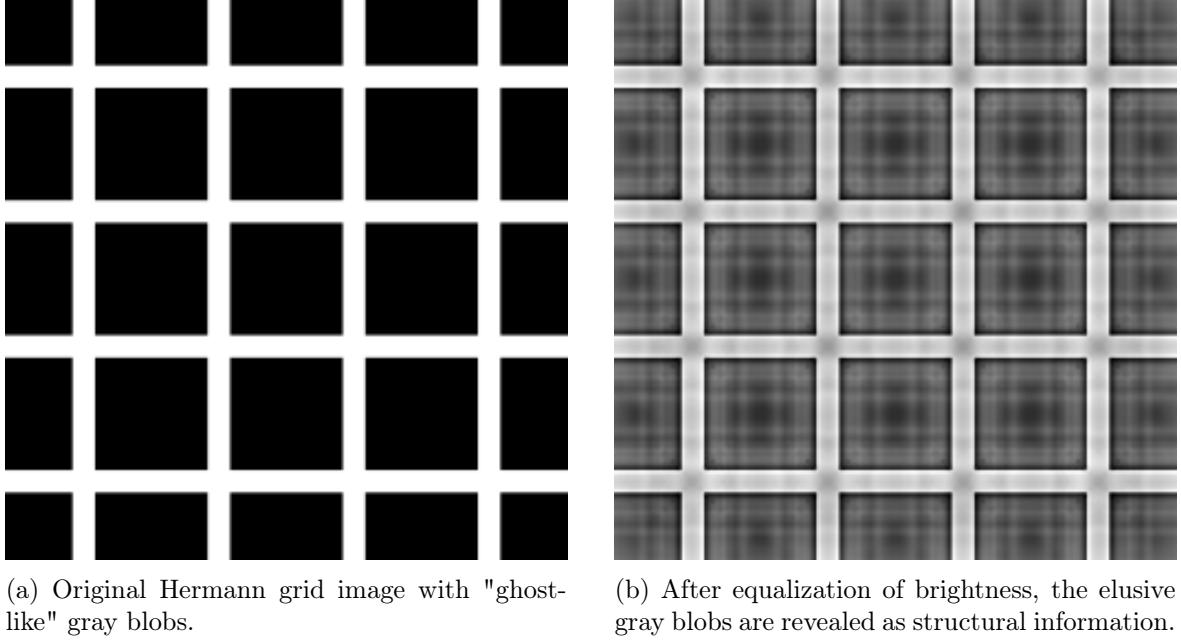 (a) Original Hermann grid image with "ghost-
like" gray blobs.
(b) After equalization of brightness, the elusive
gray blobs are revealed as structural information.